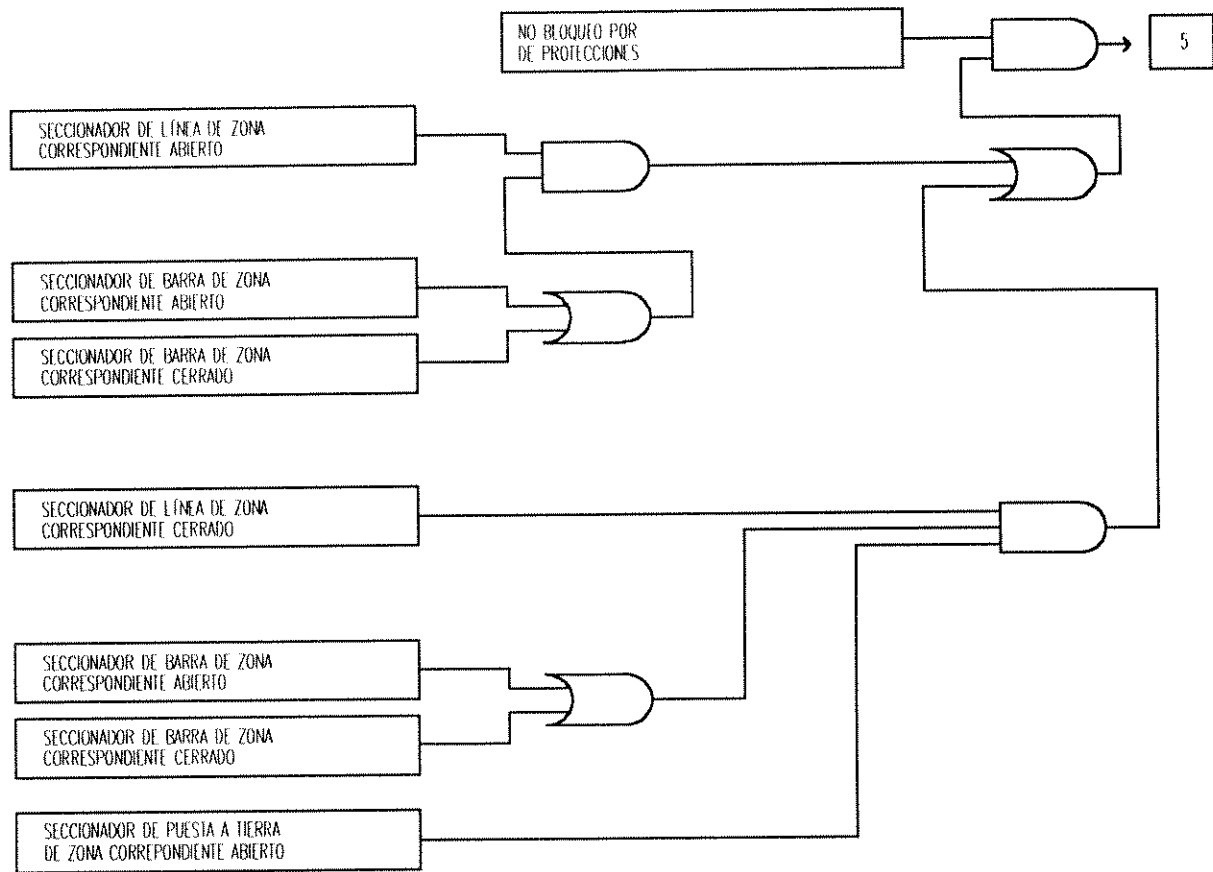 NO BLOQUEO POR
DE PROTECCIONES
5
SECCIONADOR DE LÍNEA DE ZONA
CORRESPONDIENTE ABIERTO
SECCIONADOR DE BARRA DE ZONA
CORRESPONDIENTE ABIERTO
SECCIONADOR DE BARRA DE ZONA
CORRESPONDIENTE CERRADO
SECCIONADOR DE LÍNEA DE ZONA
CORRESPONDIENTE CERRADO
SECCIONADOR DE BARRA DE ZONA
CORRESPONDIENTE ABIERTO
SECCIONADOR DE BARRA DE ZONA
CORRESPONDIENTE CERRADO
SECCIONADOR DE PUESTA A TIERRA
DE ZONA CORREPONDIENTE ABIERTO